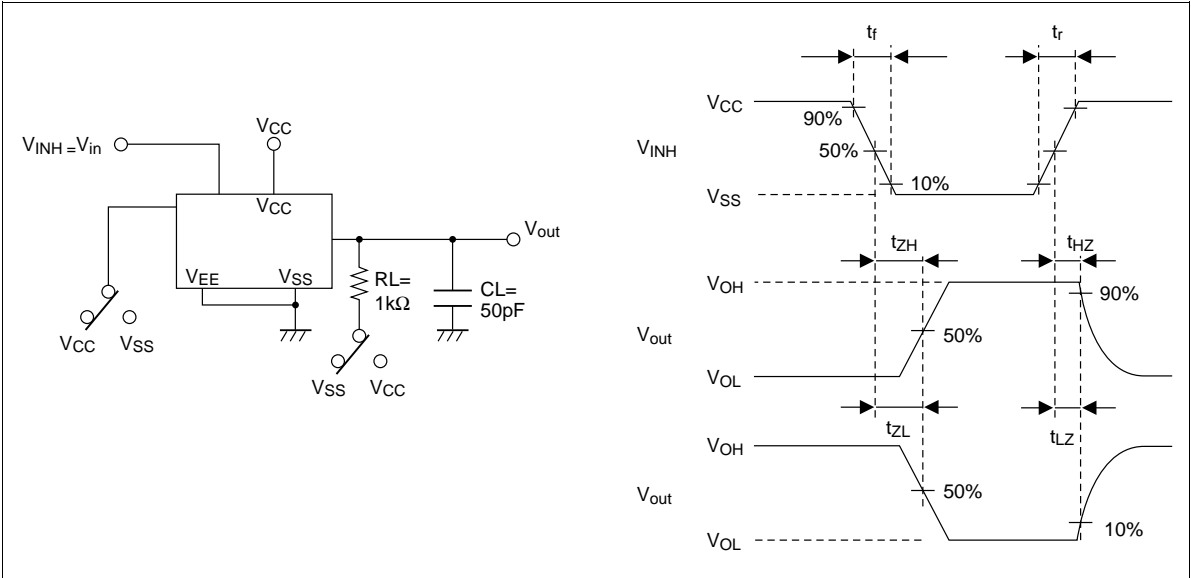 VINH =Vin
VCC
VCC
VEE
VSS
Vout
RL=
1kΩ
CL=
50pF
VCC
VSS
VSS
VCC
tf
tr
VCC
90%
VINH
50%
10%
VSS
tZH
tHZ
VOH
90%
Vout
50%
VOL
tZL
tLZ
VOH
Vout
50%
10%
VOL